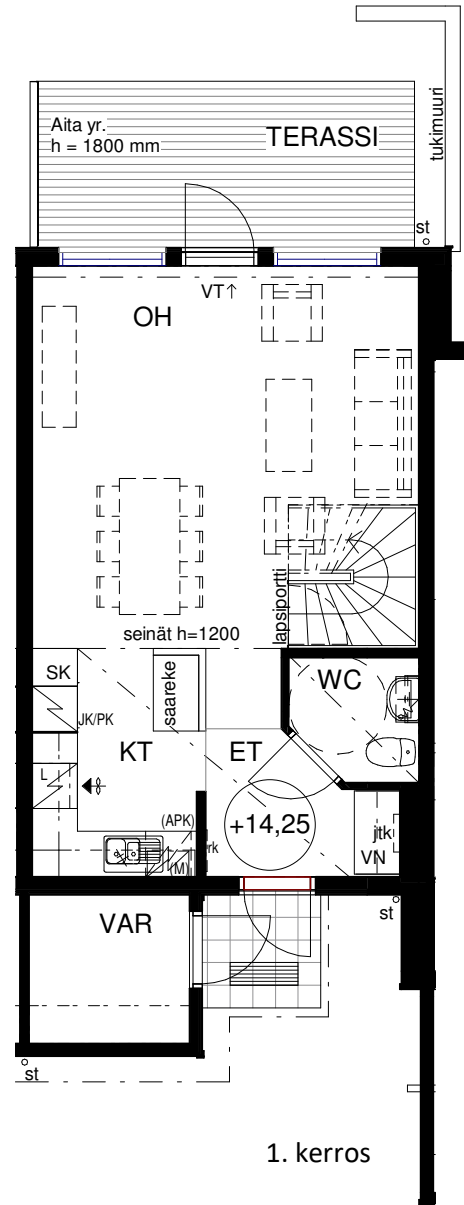 tukimuuri
Aita yr.
h = 1800 mm
TERASSI
st
VT↑
OH
lapsiportti
seinät h=1200
SK
saareke
WC
JK/PK
KT
ET
L
(APK)
+14,25
rk
jtk
(M)
VN
VAR
st
st
1. kerros